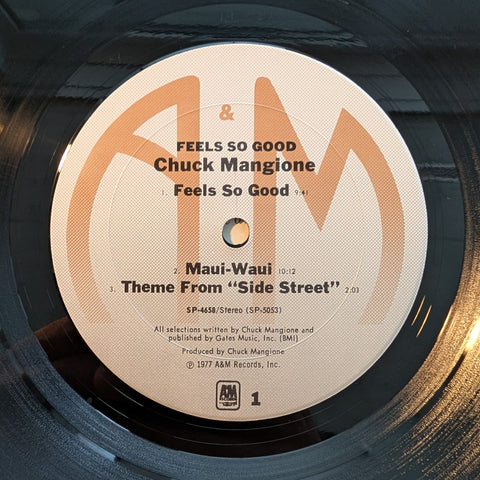 A&M
FEELS SO GOOD
Chuck Mangione
1. Feels So Good 9:41
2. Maui-Waui 10:12
3. Theme From “Side Street” 2:03
SP-4658/Stereo (SP-5053)
All selections written by Chuck Mangione and
published by Gates Music, Inc. (BMI)
Produced by Chuck Mangione
℗ 1977 A&M Records, Inc.
A&M
1